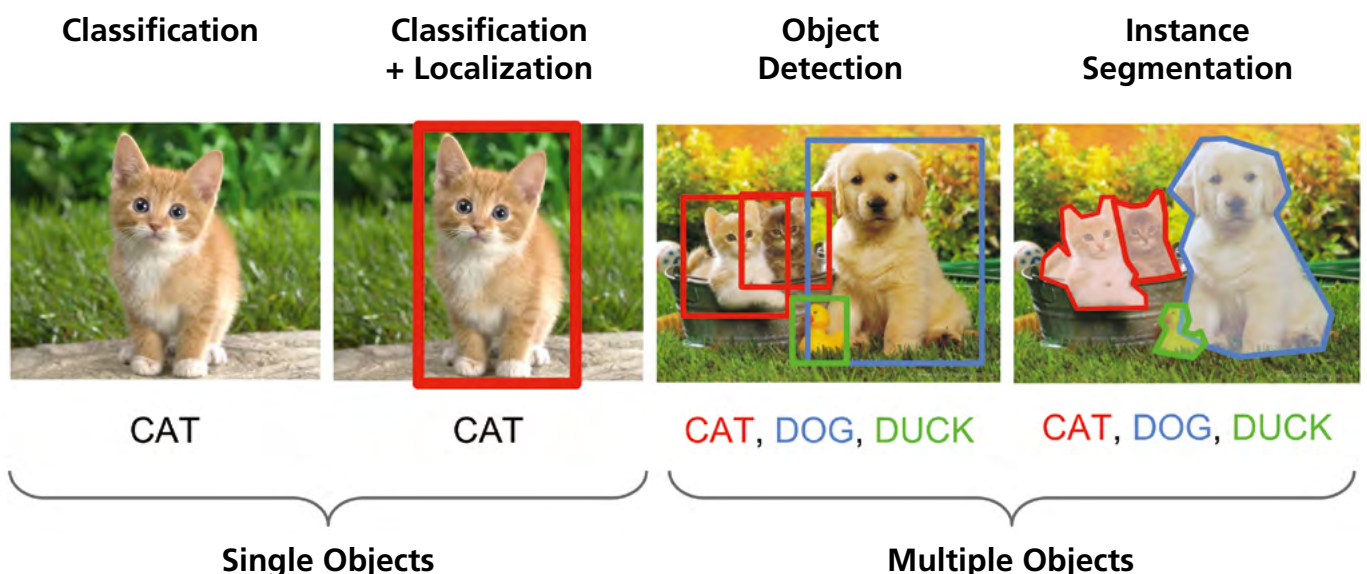 Classification
Classification
+ Localization
Object
Detection
Instance
Segmentation
CAT
CAT
CAT, DOG, DUCK
CAT, DOG, DUCK
Single Objects
Multiple Objects